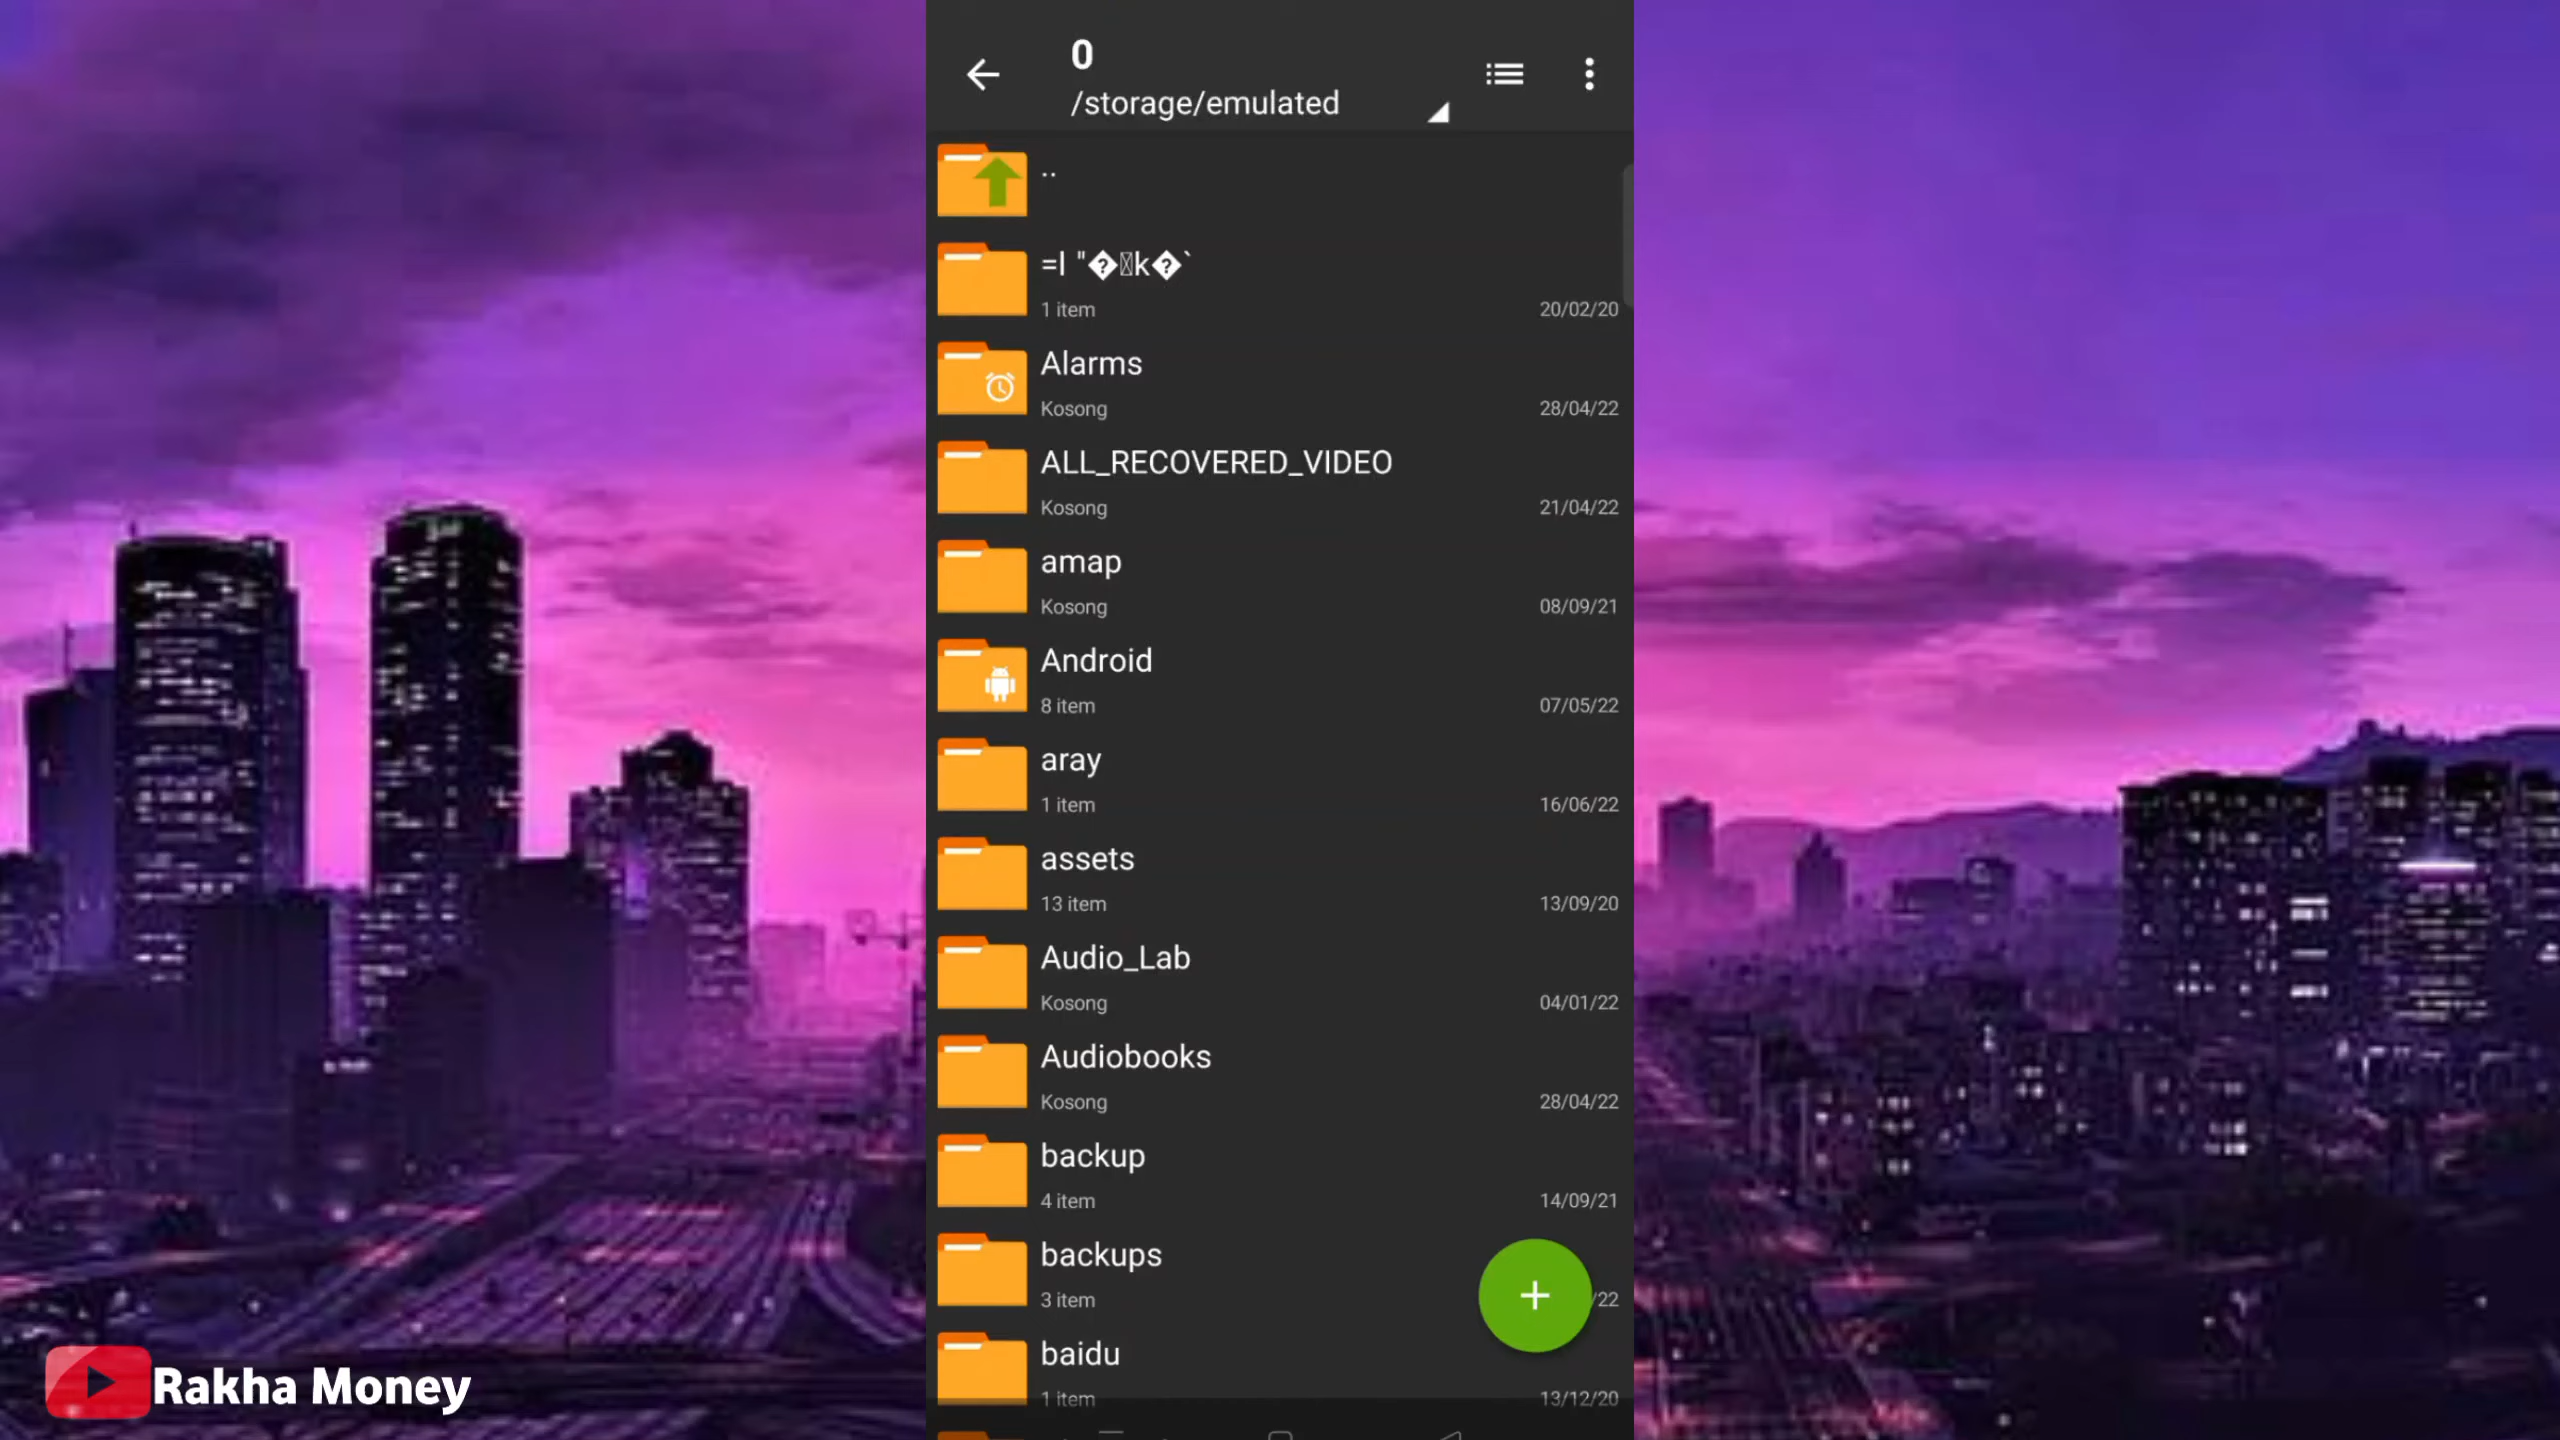 0
/storage/emulated
..
=l "�k�`
1 item 20/02/20
Alarms
Kosong 28/04/22
ALL_RECOVERED_VIDEO
Kosong 21/04/22
amap
Kosong 08/09/21
Android
8 item 07/05/22
aray
1 item 16/06/22
assets
13 item 13/09/20
Audio_Lab
Kosong 04/01/22
Audiobooks
Kosong 28/04/22
backup
4 item 14/09/21
backups
3 item /22
baidu
1 item 13/12/20
Rakha Money